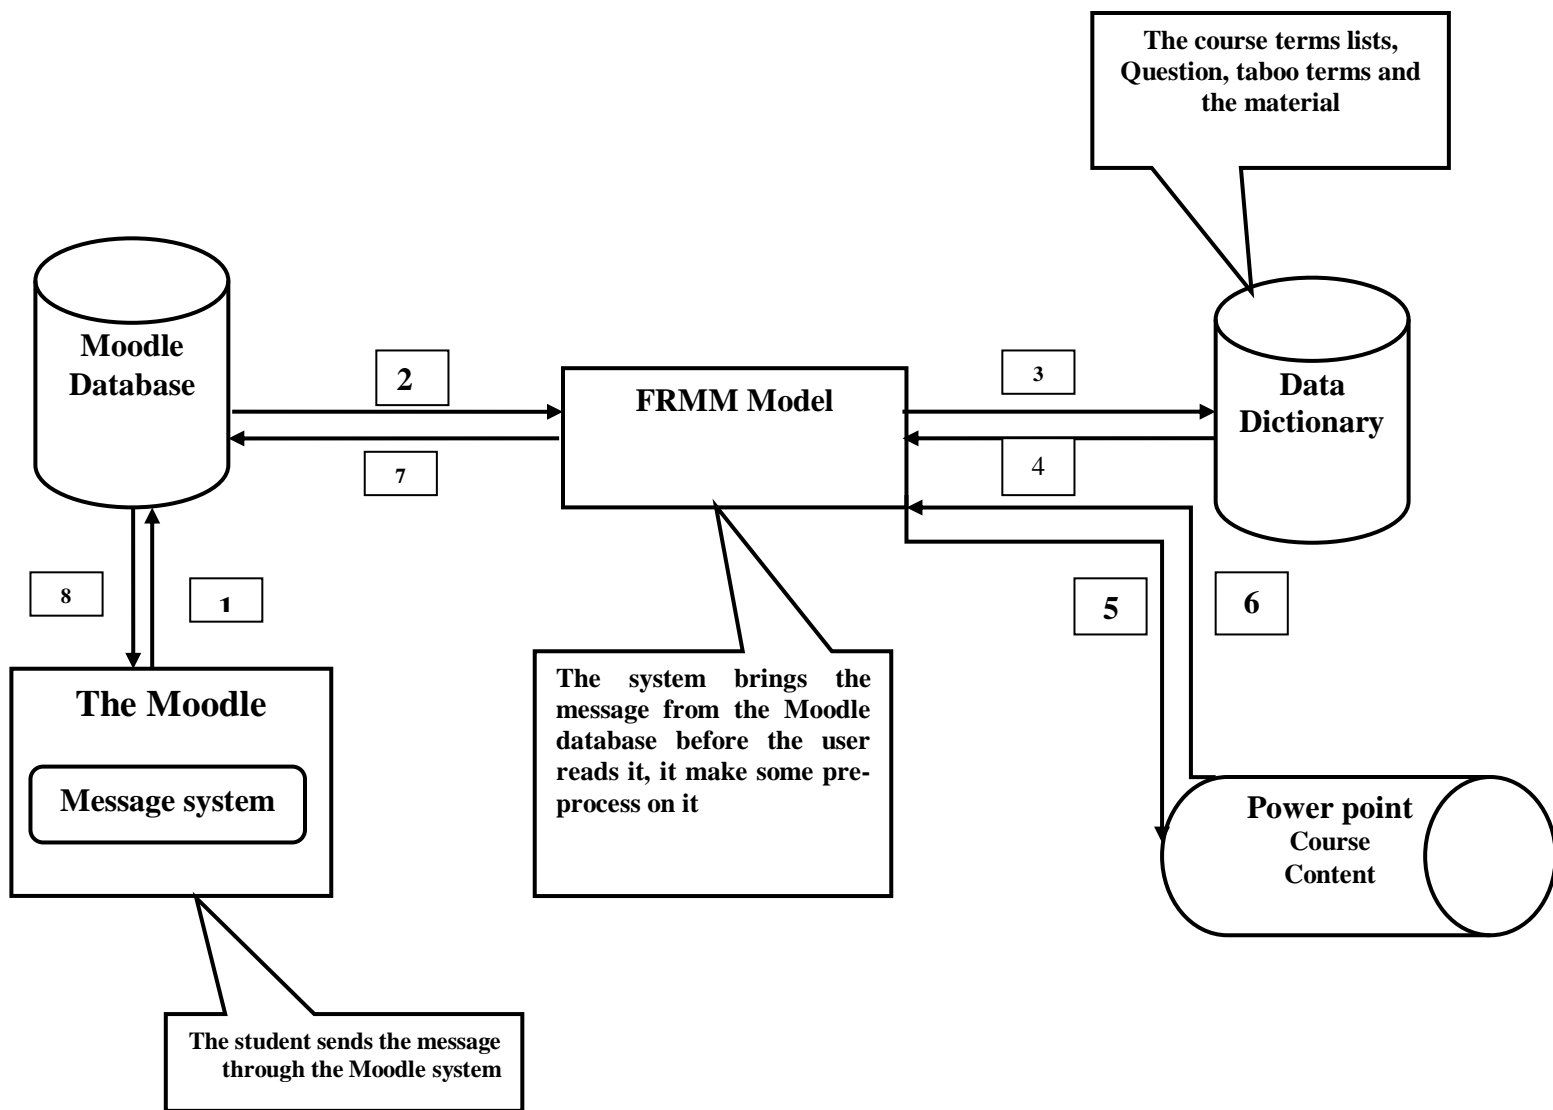 The course terms lists,
Question, taboo terms and
the material
Moodle
Database
2
7
FRMM Model
3
4
Data
Dictionary
8
1
5
6
The Moodle
Message system
The system brings the
message from the Moodle
database before the user
reads it, it make some pre-
process on it
Power point
Course
Content
The student sends the message
through the Moodle system